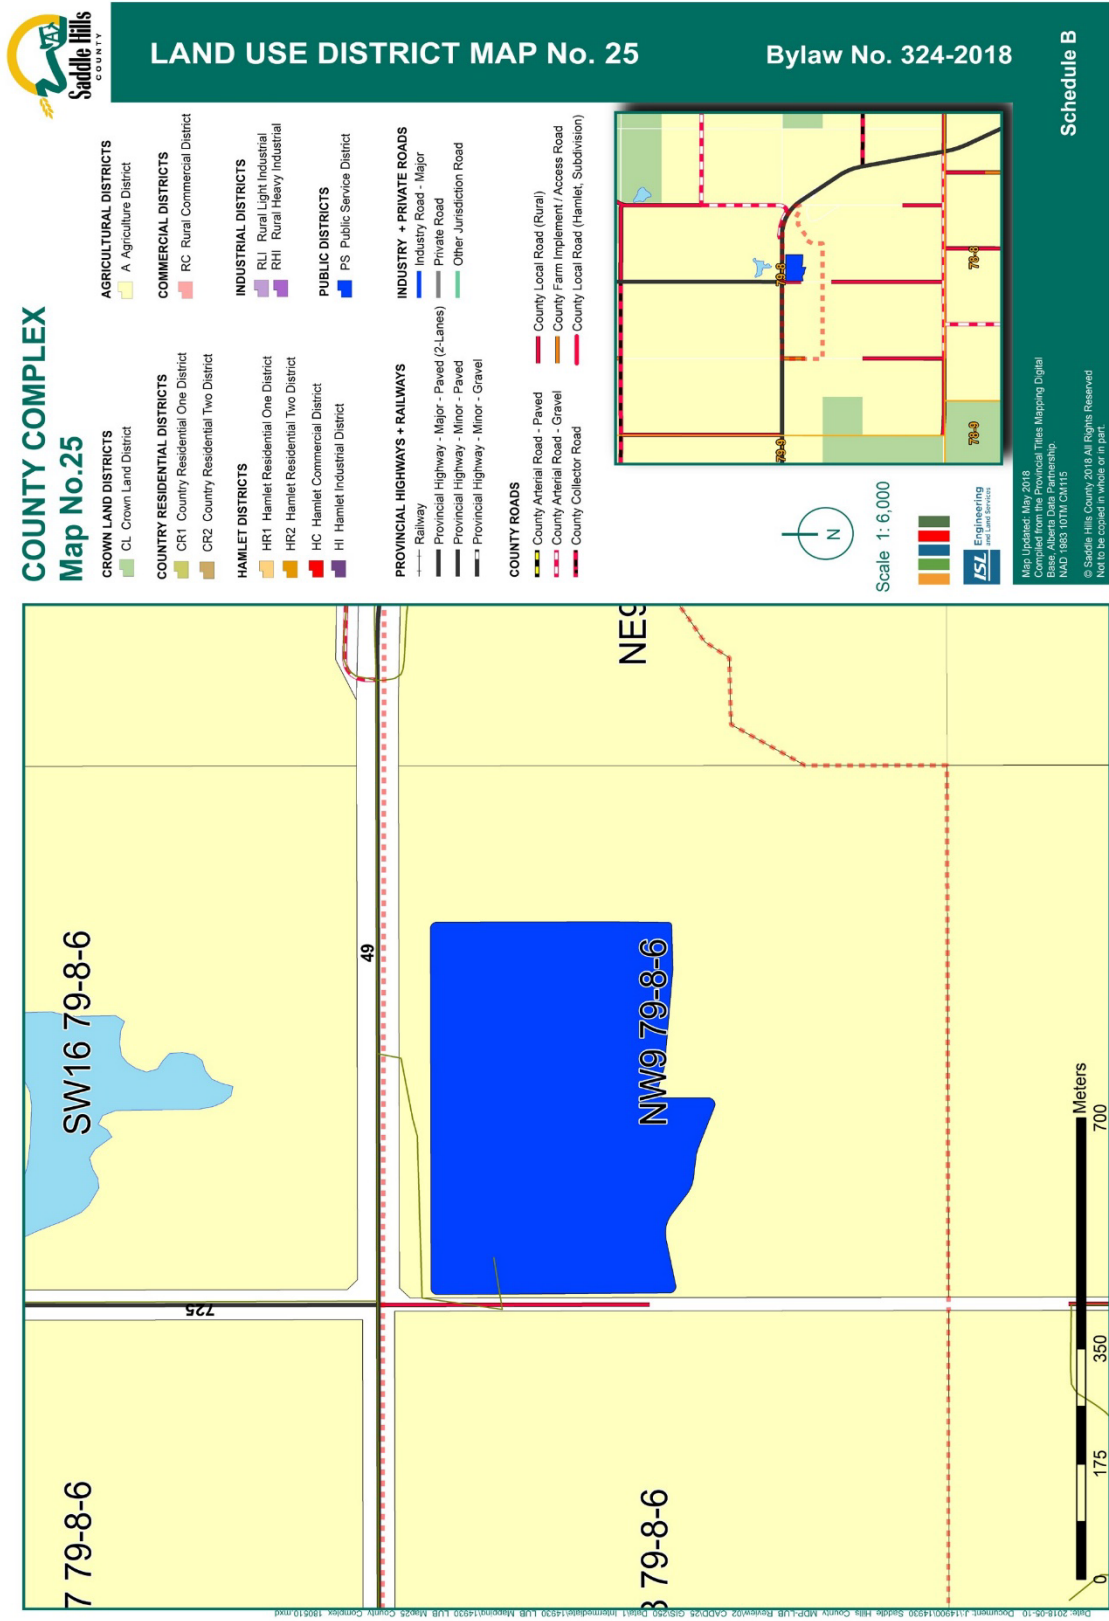 Saddle Hills
COUNTY
LAND USE DISTRICT MAP No. 25
Bylaw No. 324-2018
Schedule B
COUNTY COMPLEX
Map No.25
CROWN LAND DISTRICTS
CL Crown Land District
COUNTRY RESIDENTIAL DISTRICTS
CR1 Country Residential One District
CR2 Country Residential Two District
HAMLET DISTRICTS
HR1 Hamlet Residential One District
HR2 Hamlet Residential Two District
HC Hamlet Commercial District
HI Hamlet Industrial District
AGRICULTURAL DISTRICTS
A Agriculture District
COMMERCIAL DISTRICTS
RC Rural Commercial District
INDUSTRIAL DISTRICTS
RLI Rural Light Industrial
RHI Rural Heavy Industrial
PUBLIC DISTRICTS
PS Public Service District
PROVINCIAL HIGHWAYS + RAILWAYS
Railway
Provincial Highway - Major - Paved (2-Lanes)
Provincial Highway - Minor - Paved
Provincial Highway - Minor - Gravel
INDUSTRY + PRIVATE ROADS
Industry Road - Major
Private Road
Other Jurisdiction Road
COUNTY ROADS
County Arterial Road - Paved
County Arterial Road - Gravel
County Collector Road
County Local Road (Rural)
County Farm Implement / Access Road
County Local Road (Hamlet, Subdivision)
N
Scale 1: 6,000
ISL Engineering
and Land Services
79-9
79-8
78-9
78-8
Map Updated: May 2018
Compiled from the Provincial Titles Mapping Digital
Base, Alberta Data Partnership.
NAD 1983 10TM CM115
© Saddle Hills County 2018 All Rights Reserved
Not to be copied in whole or in part.
7 79-8-6
SW16 79-8-6
725
49
79-8-6
NW9 79-8-6
NE9
0 175 350 700
Meters
Date: 2018-05-10